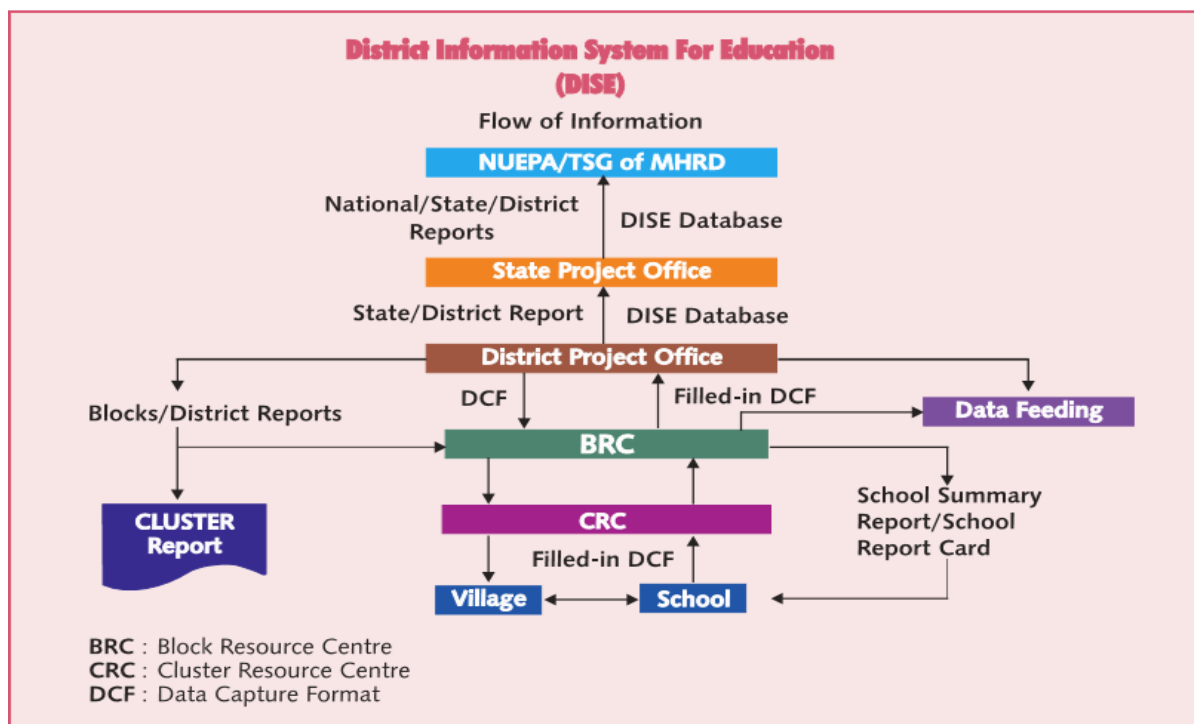 District Information System For Education
(DISE)
Flow of Information
NUEPA/TSG of MHRD
National/State/District
Reports
DISE Database
State Project Office
State/District Report
DISE Database
District Project Office
DCF
Filled-in DCF
Blocks/District Reports
Data Feeding
BRC
CLUSTER
Report
CRC
School Summary
Report/School
Report Card
Filled-in DCF
Village
School
BRC : Block Resource Centre
CRC : Cluster Resource Centre
DCF : Data Capture Format